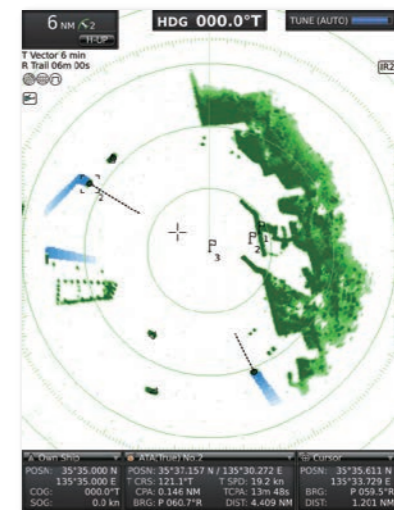 6 NM /2
H-UP
HDG 000.0°T
TUNE (AUTO)
T Vector 6 min
R Trail 06m 00s
IR2
2
1
2
3
Own Ship
POSN: 35°35.000 N
135°35.000 E
COG: 000.0°T
SOG: 0.0 kn
ATA(True) No.2
POSN: 35°37.157 N / 135°30.272 E
T CRS: 121.1°T T SPD: 19.2 kn
CPA: 0.146 NM TCPA: 13m 48s
BRG: P 060.7°R DIST: 4.409 NM
Cursor
POSN: 35°35.611 N
135°33.729 E
BRG: P 059.5°R
DIST: 1.201 NM